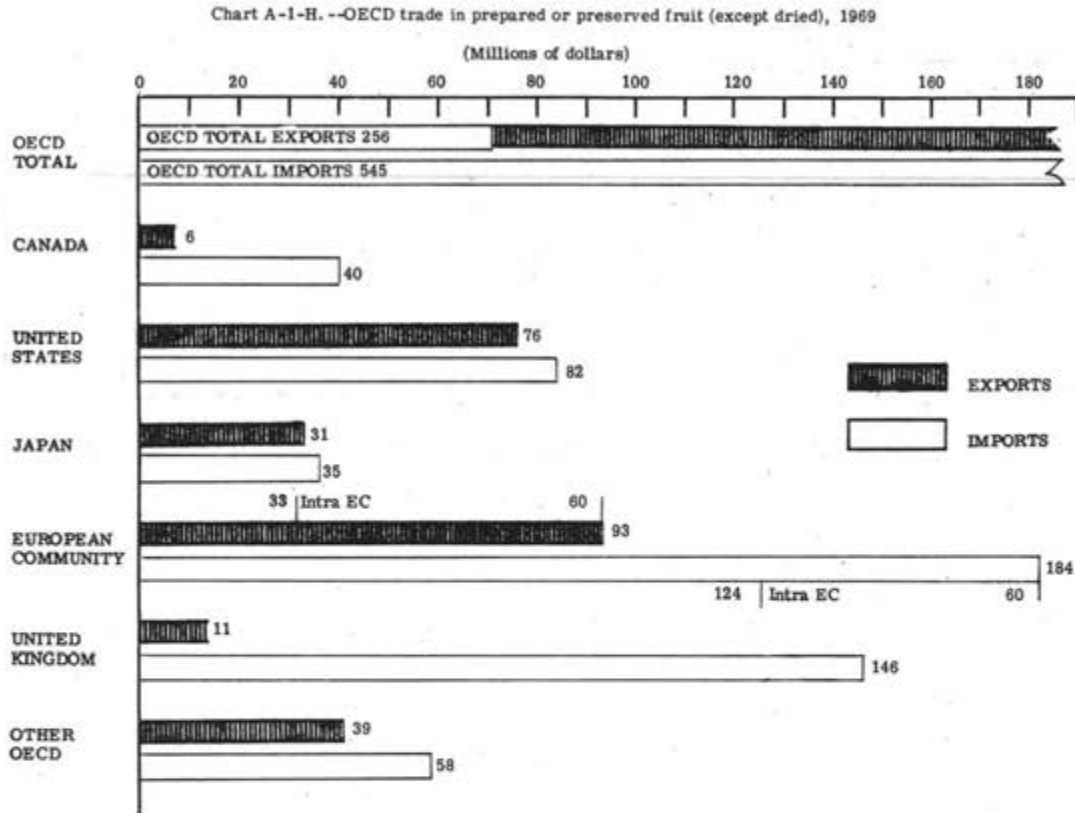 Chart A-1-H. --OECD trade in prepared or preserved fruit (except dried), 1969
(Millions of dollars)
0 20 40 60 80 100 120 140 160 180
OECD TOTAL EXPORTS 256
OECD
TOTAL
OECD TOTAL IMPORTS 545
CANADA
6
40
UNITED
STATES
76
82
EXPORTS
IMPORTS
JAPAN
31
35
33 Intra EC 60
EUROPEAN
COMMUNITY
93
184
124 Intra EC 60
UNITED
KINGDOM
11
146
OTHER
OECD
39
58